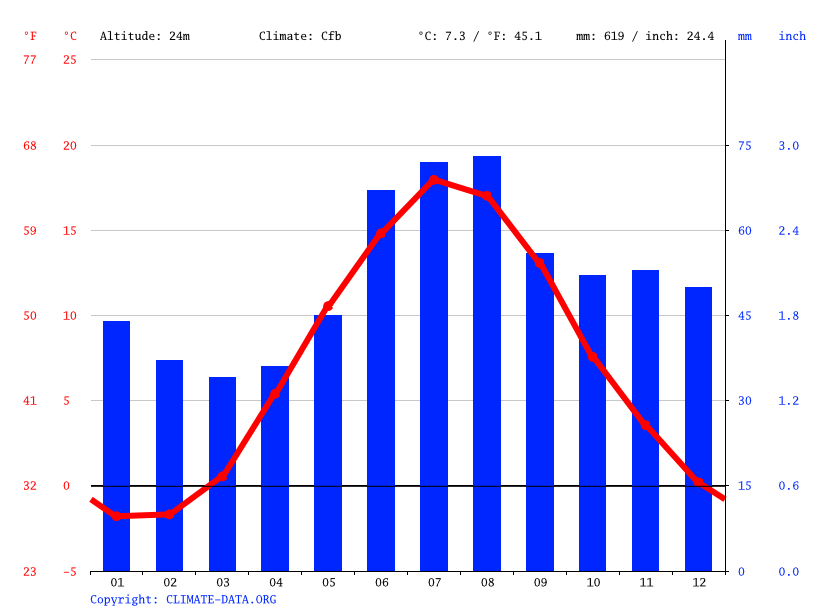 °F °C Altitude: 24m Climate: Cfb °C: 7.3 / °F: 45.1 mm: 619 / inch: 24.4 mm inch
77 25
68 20 75 3.0
59 15 60 2.4
50 10 45 1.8
41 5 30 1.2
32 0 15 0.6
23 -5 0 0.0
01 02 03 04 05 06 07 08 09 10 11 12
Copyright: CLIMATE-DATA.ORG